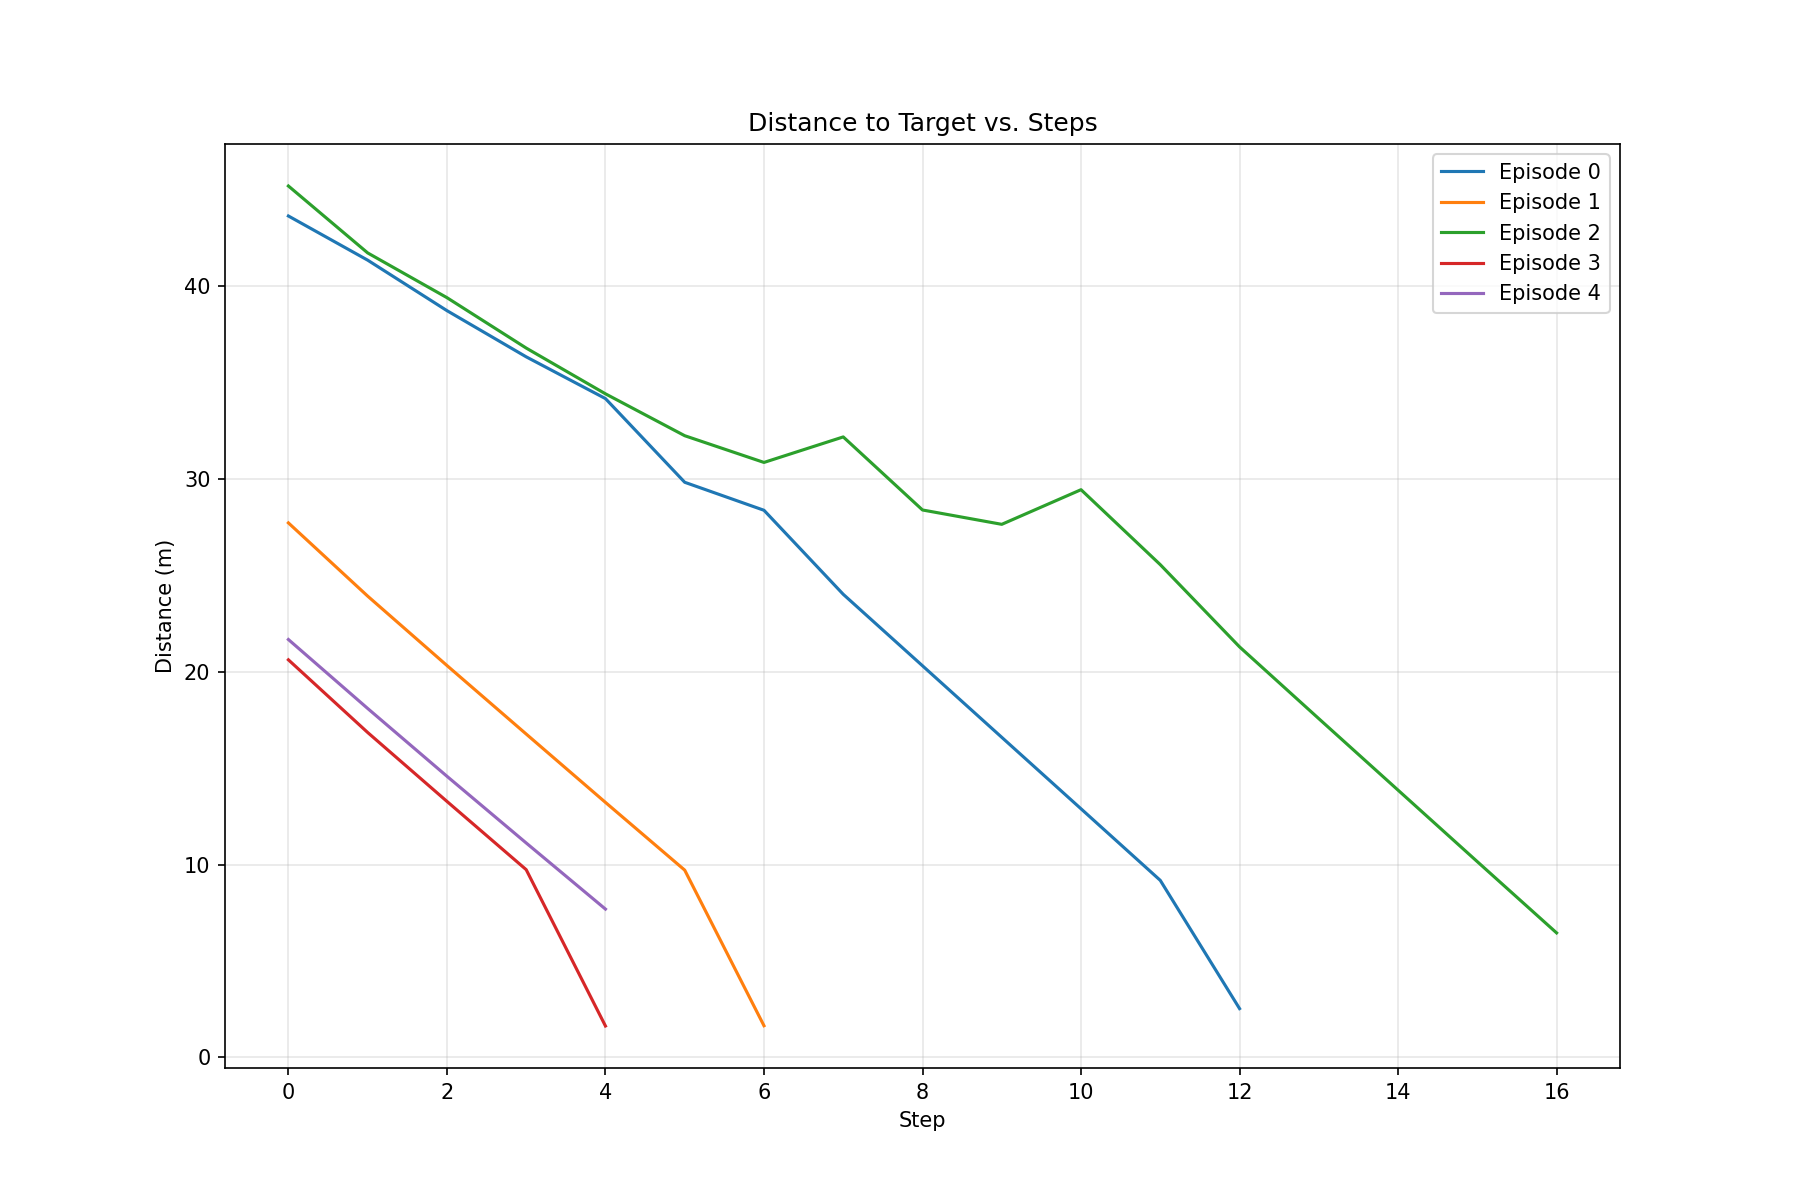 Distance to Target vs. Steps
Episode 0
Episode 1
Episode 2
Episode 3
Episode 4
Distance (m)
40
30
20
10
0
0 2 4 6 8 10 12 14 16
Step